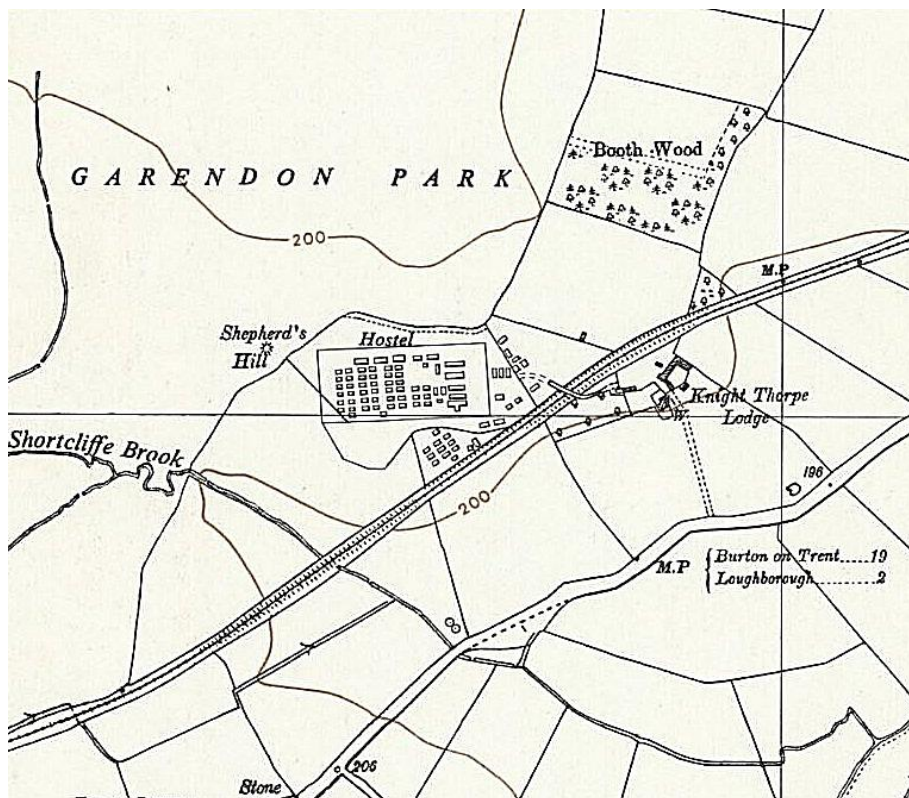 Booth Wood
GARENDON PARK
200
M.P
Shepherd's
Hill
Hostel
Knight Thorpe
Lodge
W.
Shortcliffe Brook
200
196
M.P
Burton on Trent.....19
Loughborough.........2
206
Stone